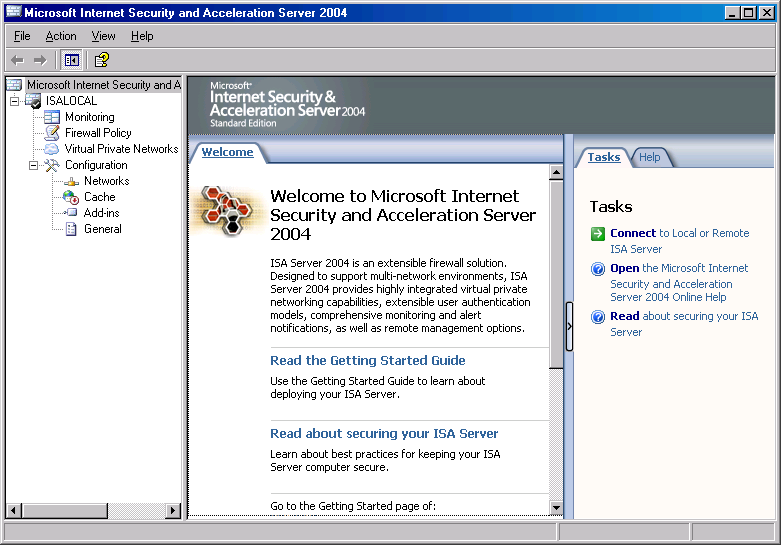 Microsoft Internet Security and Acceleration Server 2004
File Action View Help
Microsoft Internet Security and A
ISALOCAL
Monitoring
Firewall Policy
Virtual Private Networks
Configuration
Networks
Cache
Add-ins
General
Microsoft®
Internet Security &
Acceleration Server 2004
Standard Edition
Welcome
Welcome to Microsoft Internet
Security and Acceleration Server
2004
ISA Server 2004 is an extensible firewall solution.
Designed to support multi-network environments, ISA
Server 2004 provides highly integrated virtual private
networking capabilities, extensible user authentication
models, comprehensive monitoring and alert
notifications, as well as remote management options.
Read the Getting Started Guide
Use the Getting Started Guide to learn about
deploying your ISA Server.
Read about securing your ISA Server
Learn about best practices for keeping your ISA
Server computer secure.
Go to the Getting Started page of:
Tasks Help
Tasks
Connect to Local or Remote
ISA Server
Open the Microsoft Internet
Security and Acceleration
Server 2004 Online Help
Read about securing your ISA
Server